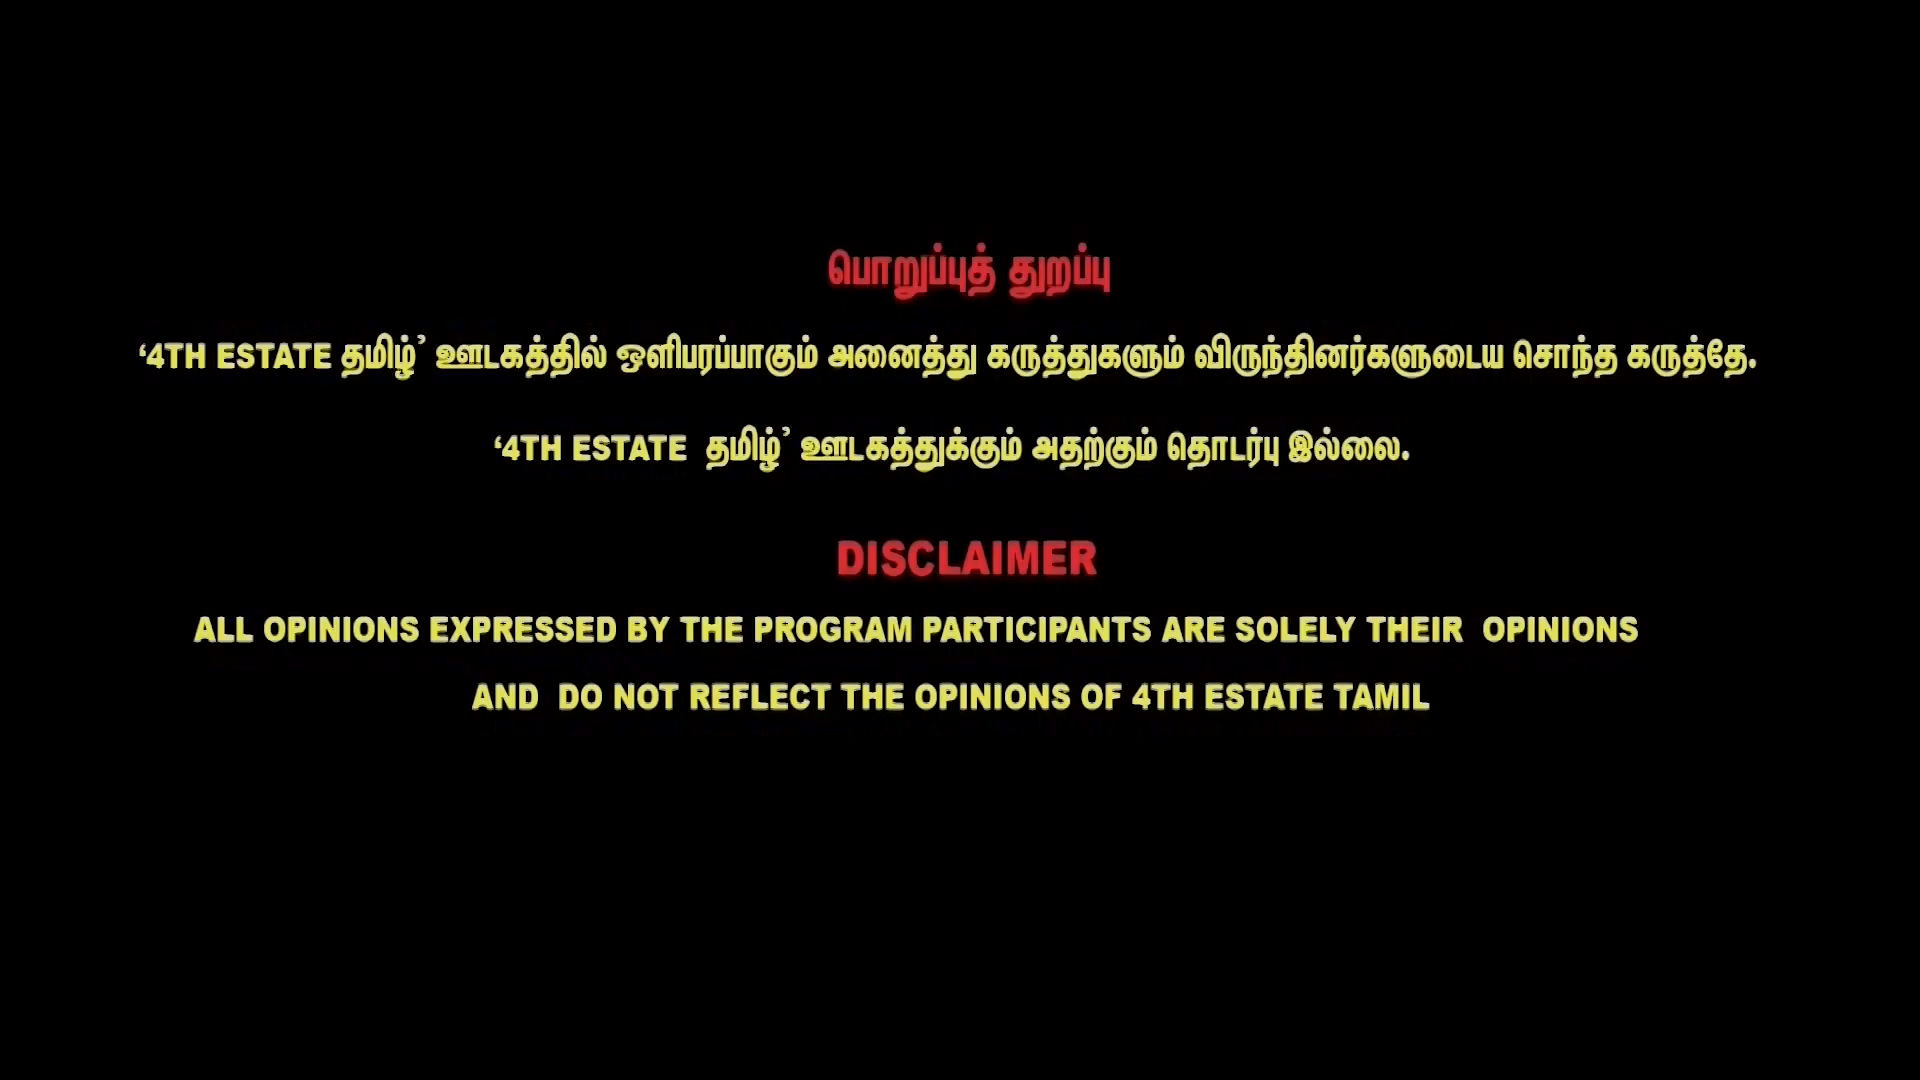 பொறுப்புத் துறப்பு
‘4TH ESTATE தமிழ்’ ஊடகத்தில் ஒளிபரப்பாகும் அனைத்து கருத்துகளும் விருந்தினர்களுடைய சொந்த கருத்தே.
‘4TH ESTATE தமிழ்’ ஊடகத்துக்கும் அதற்கும் தொடர்பு இல்லை.
DISCLAIMER
ALL OPINIONS EXPRESSED BY THE PROGRAM PARTICIPANTS ARE SOLELY THEIR OPINIONS
AND DO NOT REFLECT THE OPINIONS OF 4TH ESTATE TAMIL